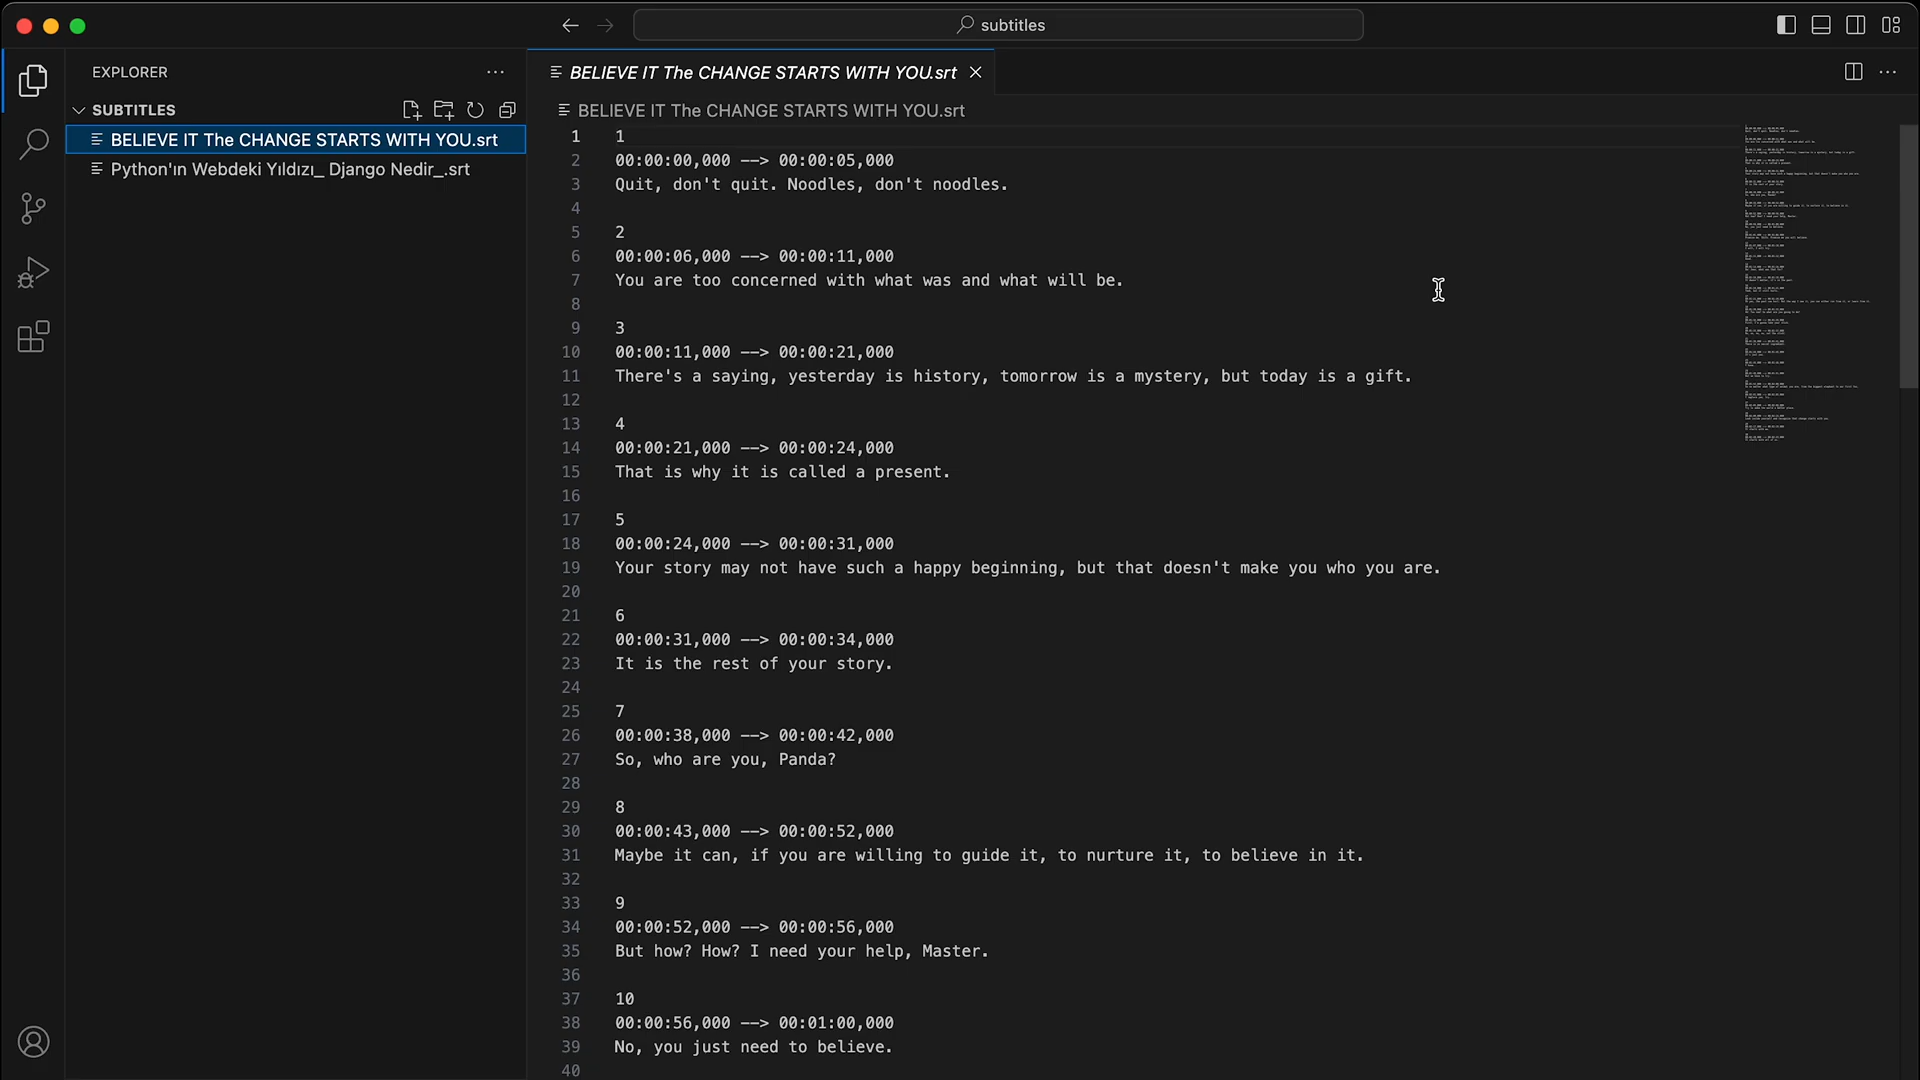 subtitles
EXPLORER
SUBTITLES
BELIEVE IT The CHANGE STARTS WITH YOU.srt
Python'ın Webdeki Yıldızı_ Django Nedir_.srt
BELIEVE IT The CHANGE STARTS WITH YOU.srt
BELIEVE IT The CHANGE STARTS WITH YOU.srt
1 1
2 00:00:00,000 --> 00:00:05,000
3 Quit, don't quit. Noodles, don't noodles.
4
5 2
6 00:00:06,000 --> 00:00:11,000
7 You are too concerned with what was and what will be.
8
9 3
10 00:00:11,000 --> 00:00:21,000
11 There's a saying, yesterday is history, tomorrow is a mystery, but today is a gift.
12
13 4
14 00:00:21,000 --> 00:00:24,000
15 That is why it is called a present.
16
17 5
18 00:00:24,000 --> 00:00:31,000
19 Your story may not have such a happy beginning, but that doesn't make you who you are.
20
21 6
22 00:00:31,000 --> 00:00:34,000
23 It is the rest of your story.
24
25 7
26 00:00:38,000 --> 00:00:42,000
27 So, who are you, Panda?
28
29 8
30 00:00:43,000 --> 00:00:52,000
31 Maybe it can, if you are willing to guide it, to nurture it, to believe in it.
32
33 9
34 00:00:52,000 --> 00:00:56,000
35 But how? How? I need your help, Master.
36
37 10
38 00:00:56,000 --> 00:01:00,000
39 No, you just need to believe.
40